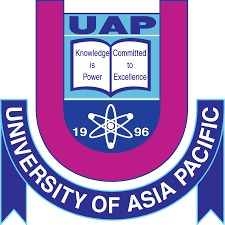 UAP
Knowledge
is
Power
Committed
to
Excellence
19 96
UNIVERSITY OF ASIA PACIFIC